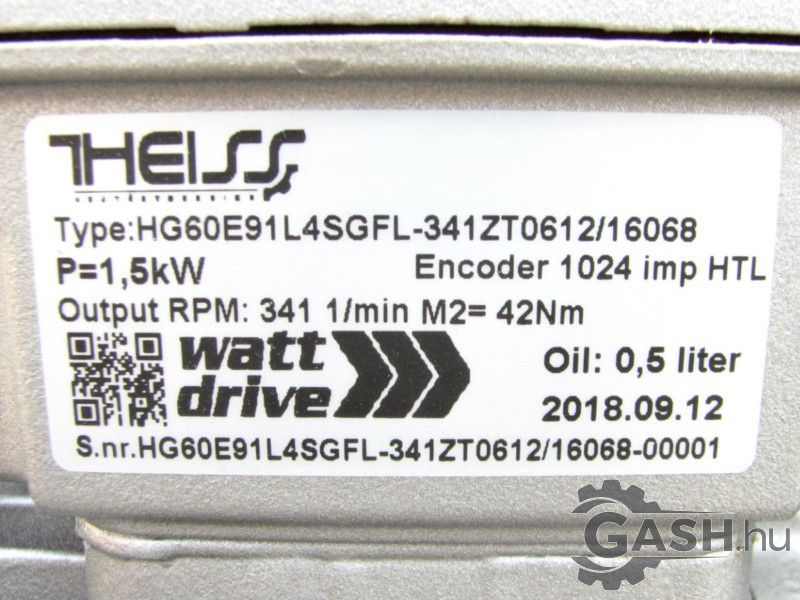 THEISS
Type:HG60E91L4SGFL-341ZT0612/16068
P=1,5kW Encoder 1024 imp HTL
Output RPM: 341 1/min M2= 42Nm
watt drive
Oil: 0,5 liter
2018.09.12
S.nr.HG60E91L4SGFL-341ZT0612/16068-00001
GASH.hu